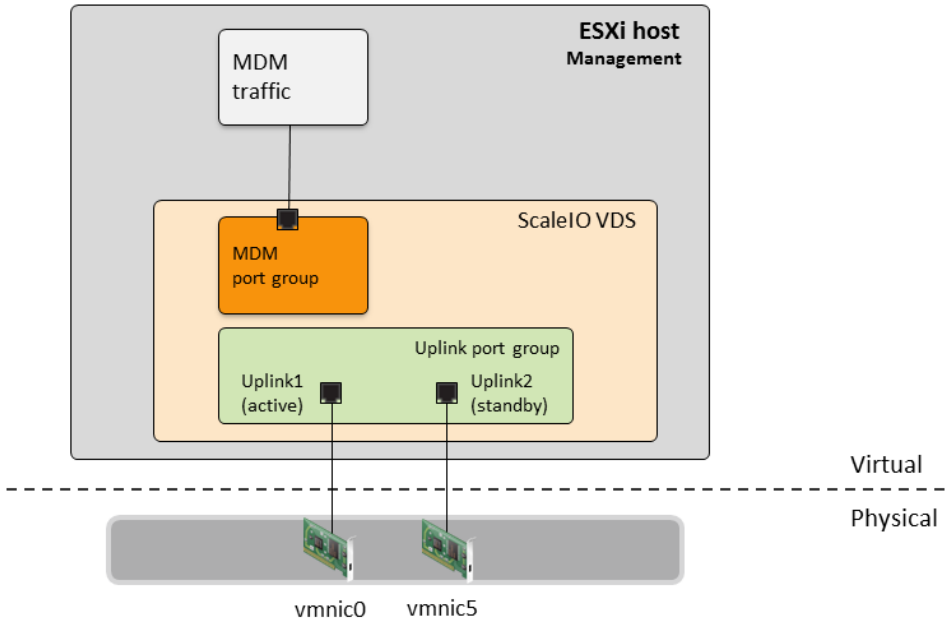 ESXi host
Management
MDM
traffic
ScaleIO VDS
MDM
port group
Uplink port group
Uplink1
(active)
Uplink2
(standby)
Virtual
Physical
vmnic0
vmnic5